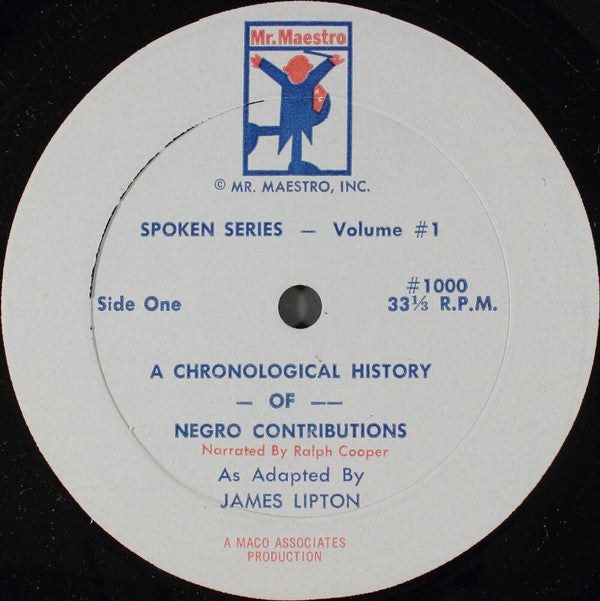 Mr. Maestro
© MR. MAESTRO, INC.
SPOKEN SERIES — Volume #1
Side One
#1000
33⅓ R.P.M.
A CHRONOLOGICAL HISTORY
— OF —
NEGRO CONTRIBUTIONS
Narrated By Ralph Cooper
As Adapted By
JAMES LIPTON
A MACO ASSOCIATES
PRODUCTION